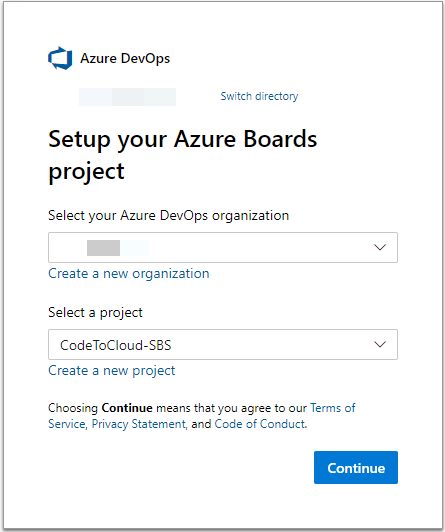 Azure DevOps
Switch directory
Setup your Azure Boards
project
Select your Azure DevOps organization
Create a new organization
Select a project
CodeToCloud-SBS
Create a new project
Choosing Continue means that you agree to our Terms of
Service, Privacy Statement, and Code of Conduct.
Continue